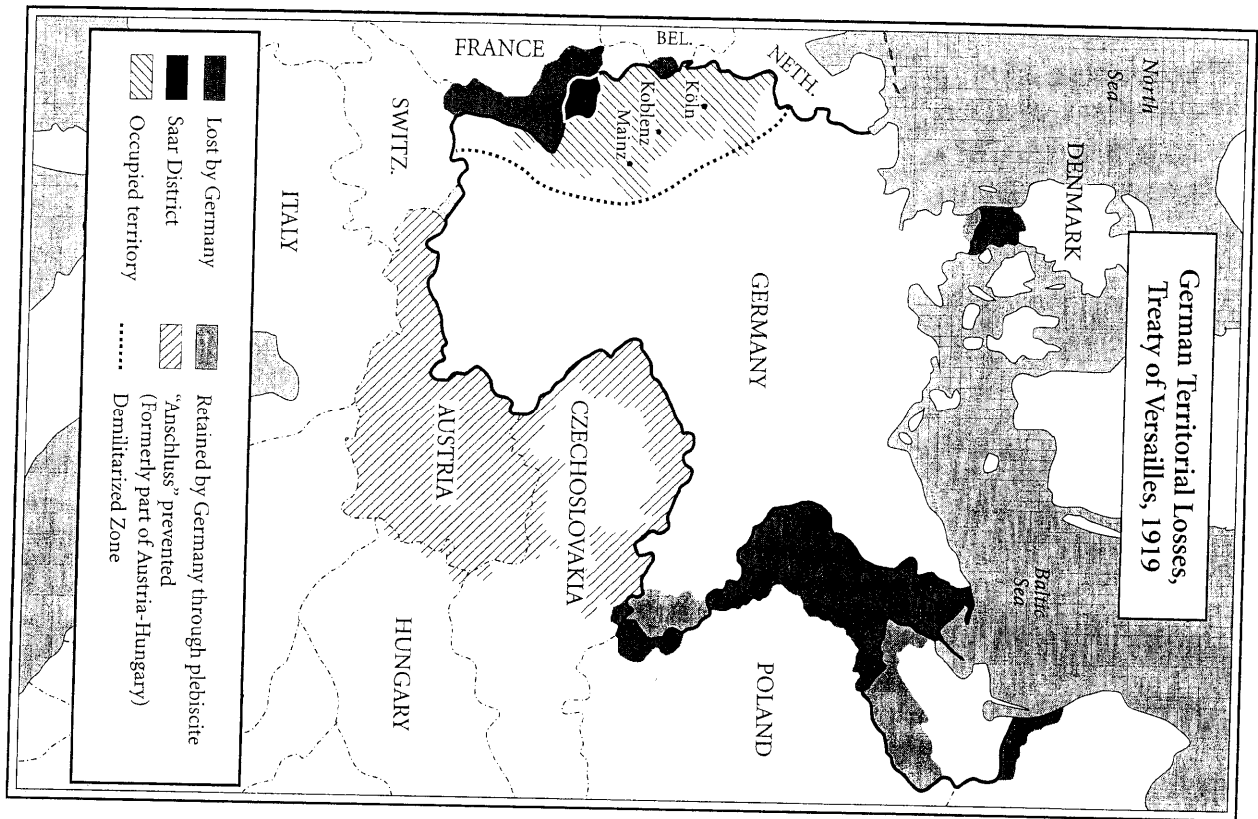 German Territorial Losses,
Treaty of Versailles, 1919
North
Sea
DENMARK
Baltic
Sea
NETH.
BEL.
Köln
Koblenz
Mainz
GERMANY
POLAND
FRANCE
CZECHOSLOVAKIA
AUSTRIA
HUNGARY
SWITZ.
ITALY
Lost by Germany
Saar District
Occupied territory
Retained by Germany through plebiscite
"Anschluss" prevented
(Formerly part of Austria-Hungary)
Demilitarized Zone